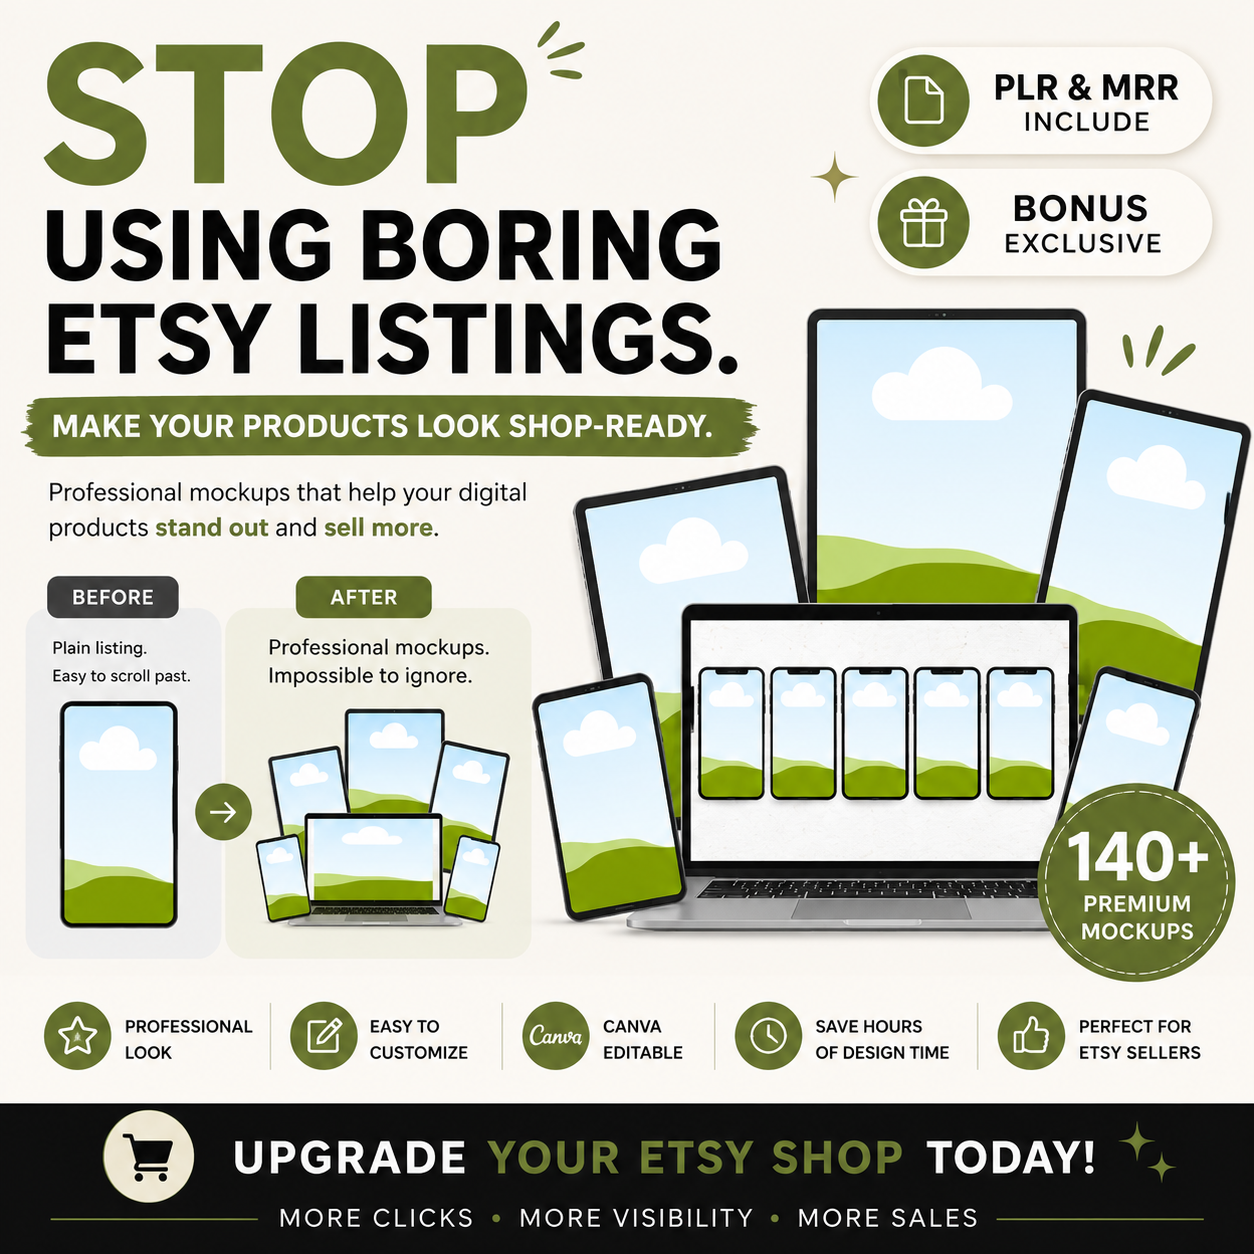 STOP
USING BORING
ETSY LISTINGS.
MAKE YOUR PRODUCTS LOOK SHOP-READY.
Professional mockups that help your digital
products stand out and sell more.
PLR & MRR
INCLUDE
BONUS
EXCLUSIVE
BEFORE
Plain listing.
Easy to scroll past.
AFTER
Professional mockups.
Impossible to ignore.
140+
PREMIUM
MOCKUPS
PROFESSIONAL
LOOK
EASY TO
CUSTOMIZE
Canva
CANVA
EDITABLE
SAVE HOURS
OF DESIGN TIME
PERFECT FOR
ETSY SELLERS
UPGRADE YOUR ETSY SHOP TODAY!
MORE CLICKS • MORE VISIBILITY • MORE SALES